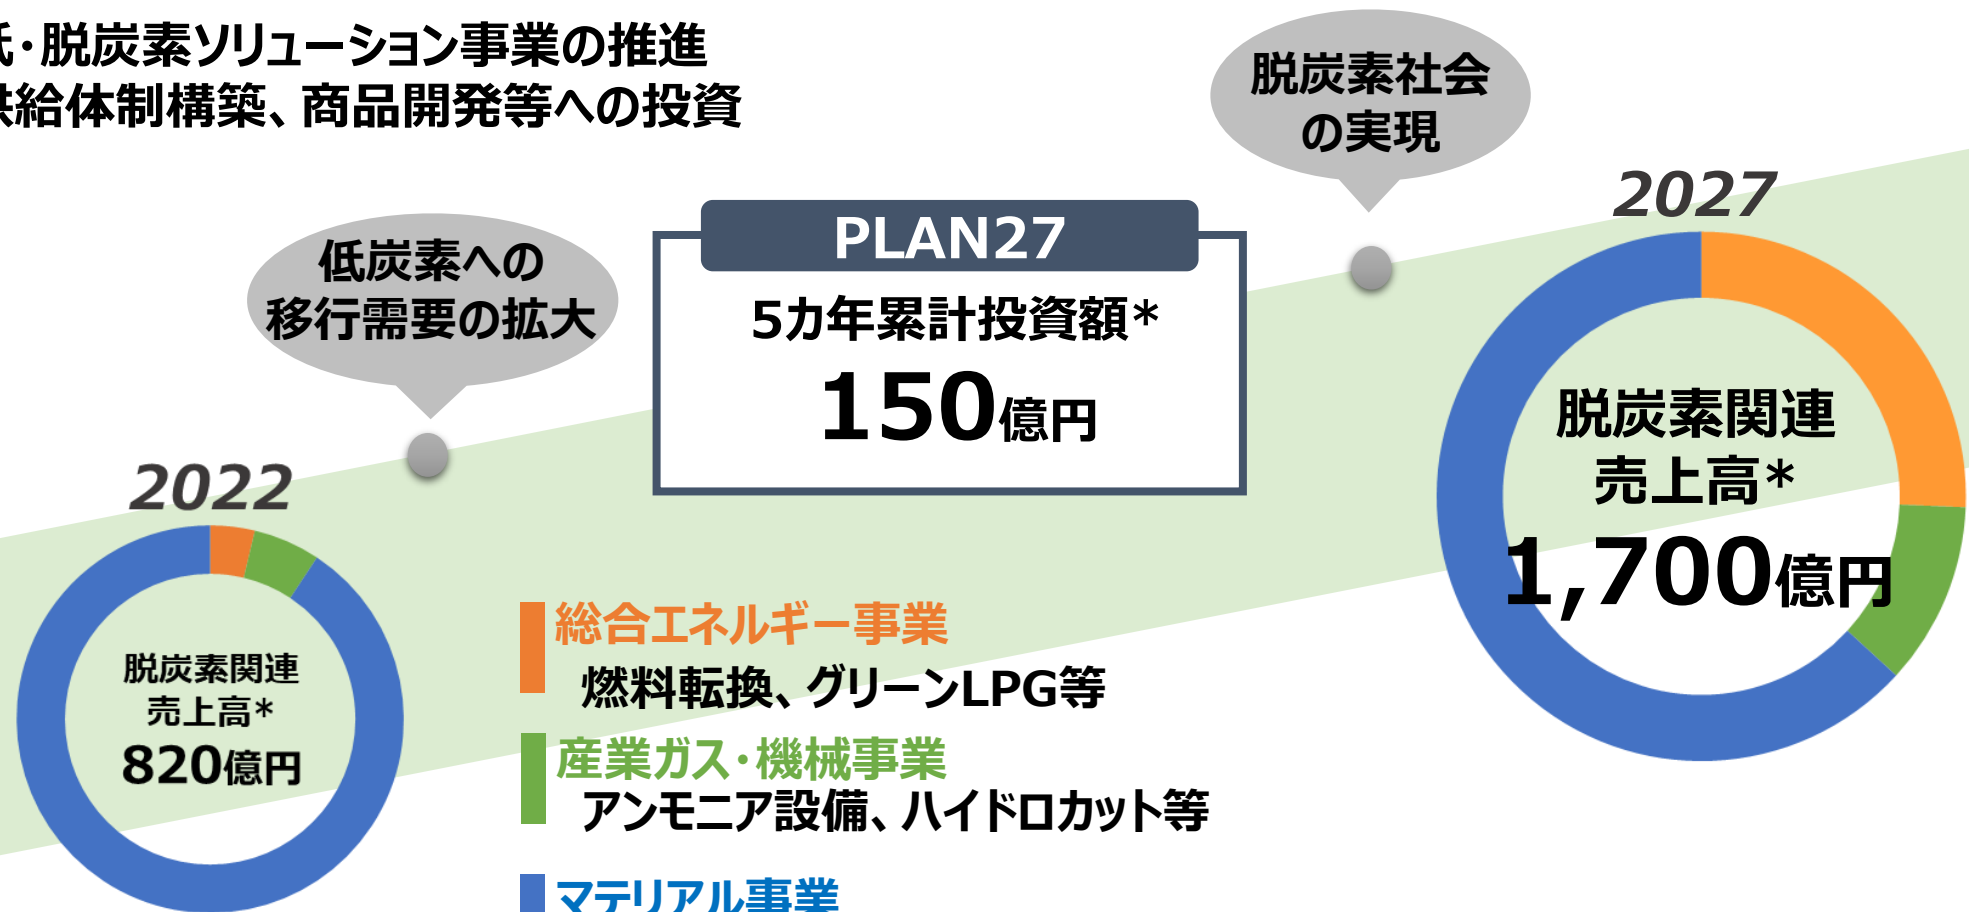 ・脱炭素ソリューション事業の推進
給体制構築、商品開発等への投資
脱炭素社会
の実現
2027
PLAN27
5カ年累計投資額*
150億円
低炭素への
移行需要の拡大
脱炭素関連
売上高*
1,700億円
2022
脱炭素関連
売上高*
820億円
総合エネルギー事業
燃料転換、グリーンLPG等
産業ガス・機械事業
アンモニア設備、ハイドロカット等
マテリアル事業